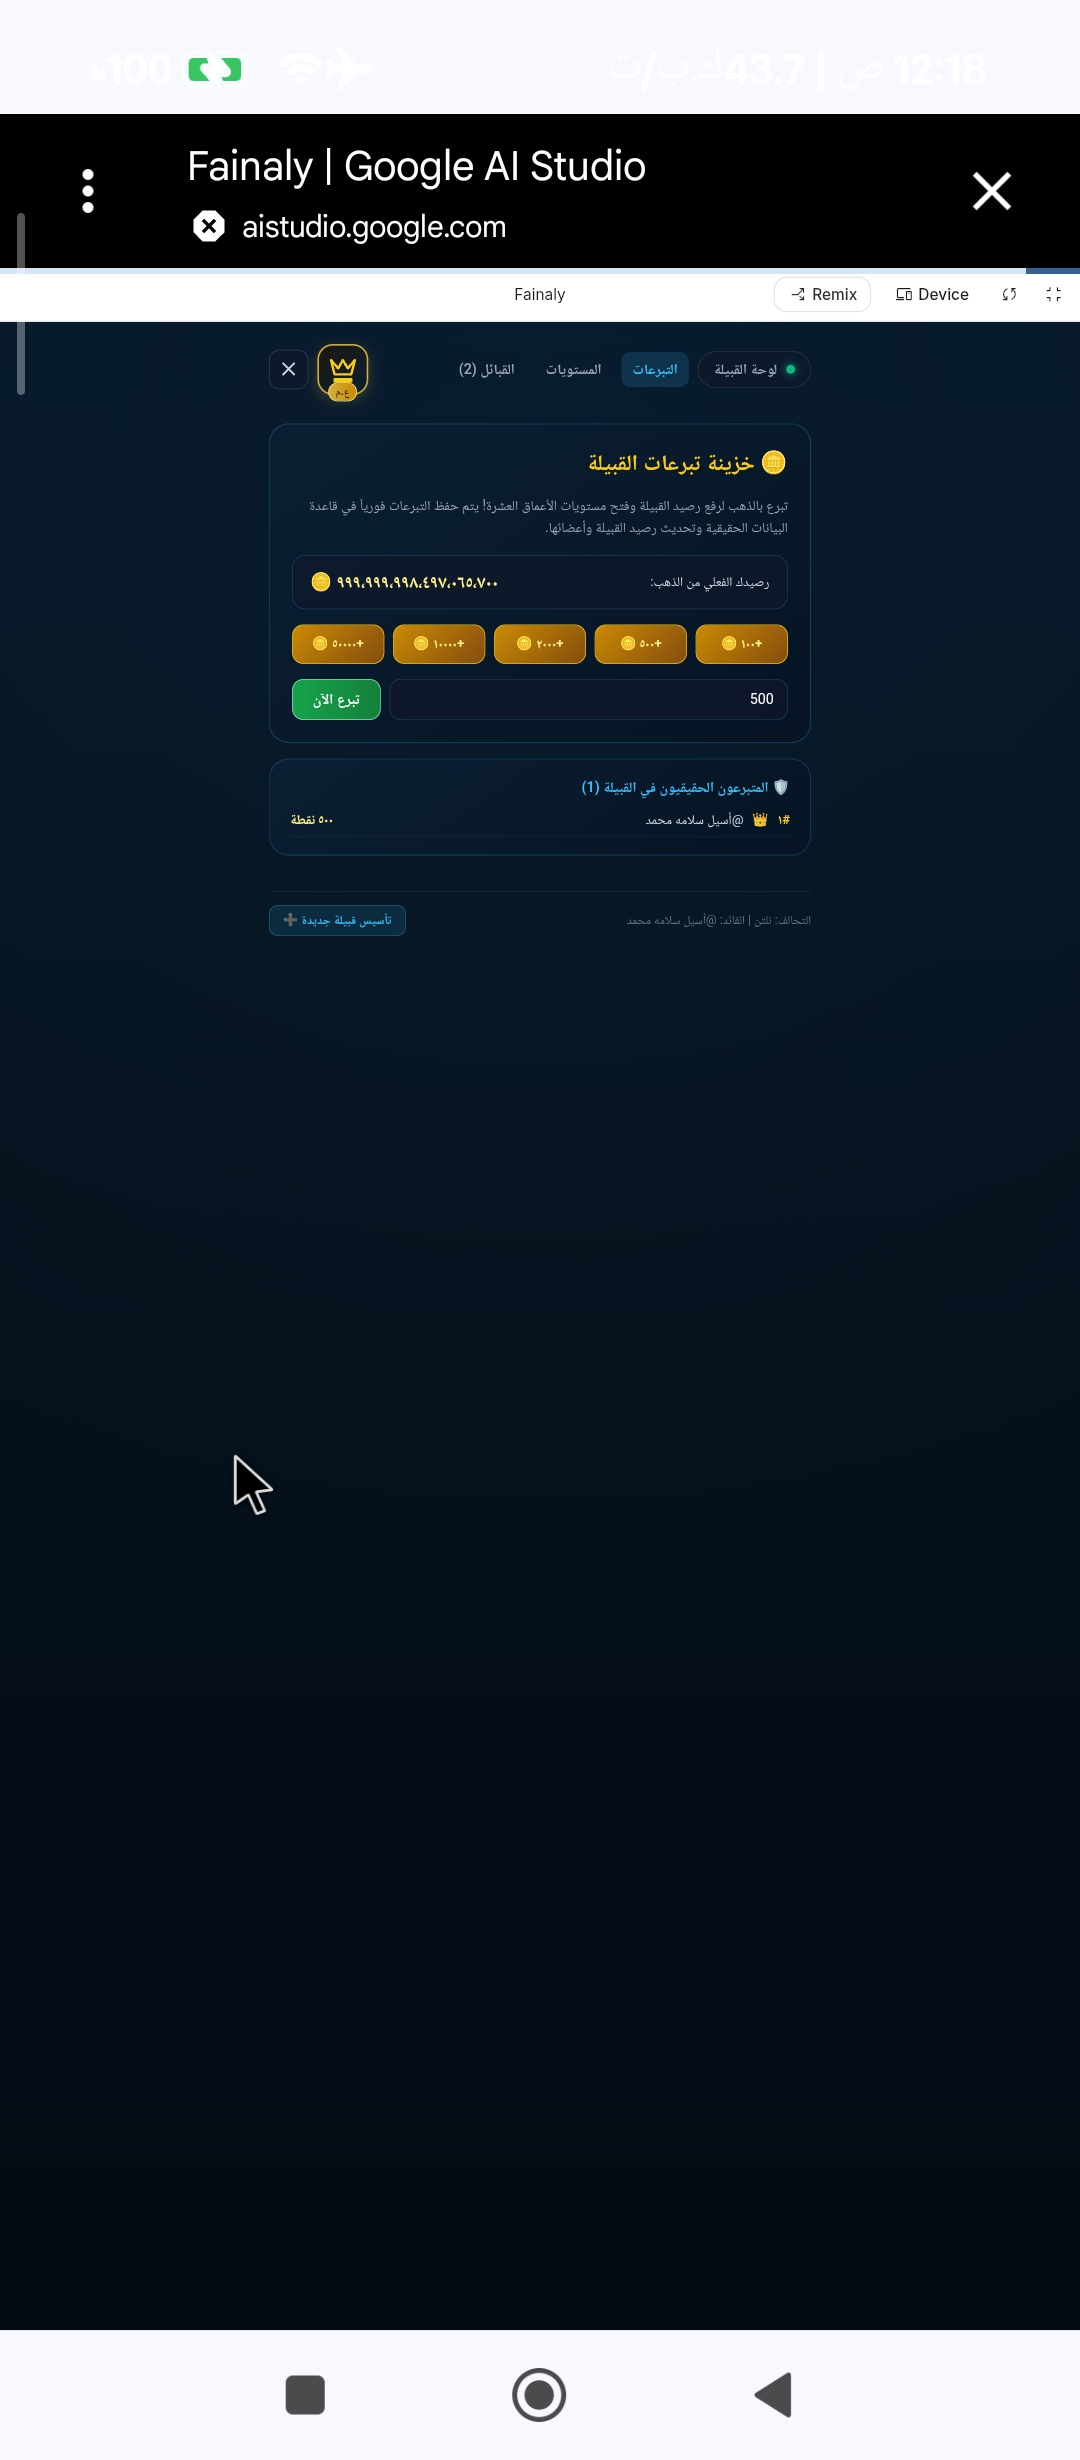 12:18 ص | 43.7ك.ب/ث
100%
Fainaly | Google AI Studio
aistudio.google.com
Fainaly
Remix
Device
لوحة القبيلة
التبرعات
المستويات
القبائل (2)
ع.م
خزينة تبرعات القبيلة
تبرع بالذهب لرفع رصيد القبيلة وفتح مستويات الأعماق العشرة! يتم حفظ التبرعات فورياً في قاعدة
البيانات الحقيقية وتحديث رصيد القبيلة وأعضائها.
رصيدك الفعلي من الذهب:
٩٩٩،٩٩٩،٩٩٨،٤٩٧،٠٦٥،٧٠٠
+١٠٠
+٥٠٠
+٢٠٠٠
+١٠٠٠٠
+٥٠٠٠٠
500
تبرع الآن
المتبرعون الحقيقيون في القبيلة (1)
#١ @أسيل سلامه محمد
٥٠٠ نقطة
التحالف: نلتن | القائد: @أسيل سلامه محمد
تأسيس قبيلة جديدة